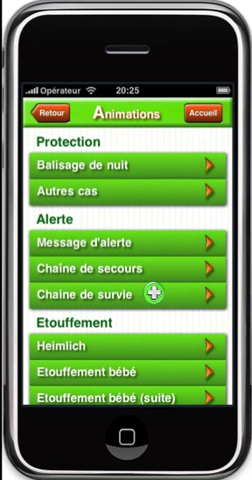 Opérateur 20:25
Retour Animations Accueil
Protection
Balisage de nuit
Autres cas
Alerte
Message d'alerte
Chaîne de secours
Chaine de survie
Etouffement
Heimlich
Etouffement bébé
Etouffement bébé (suite)